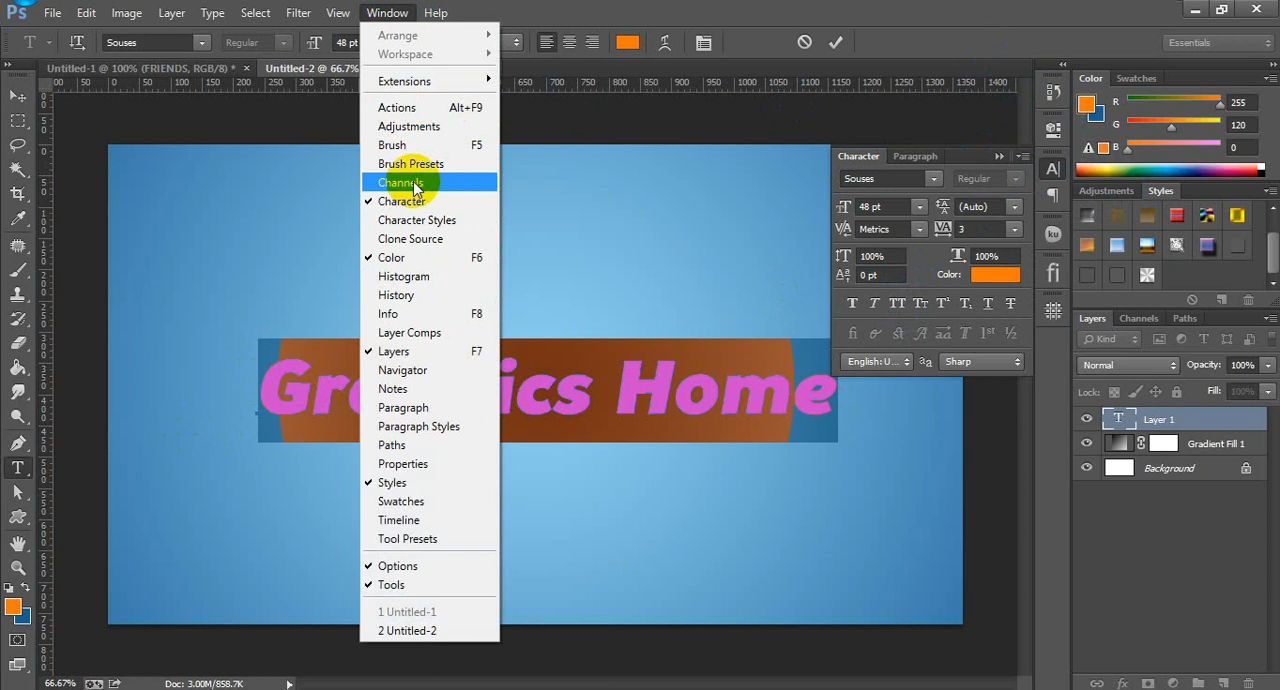 Ps File Edit Image Layer Type Select Filter View Window Help
Souses Regular 48 pt Essentials
Untitled-1 @ 100% (FRIENDS, RGB/8) * × Untitled-2 @ 66.7%
Arrange
Workspace
Extensions
Actions Alt+F9
Adjustments
Brush F5
Brush Presets
Channels
Character
Character Styles
Clone Source
Color F6
Histogram
History
Info F8
Layer Comps
Layers F7
Navigator
Notes
Paragraph
Paragraph Styles
Paths
Properties
Styles
Swatches
Timeline
Tool Presets
Options
Tools
1 Untitled-1
2 Untitled-2
Home
Character Paragraph
Souses Regular
48 pt (Auto)
Metrics 3
100% 100%
0 pt Color:
English: U... Sharp
Color Swatches
R 255
G 120
B 0
Adjustments Styles
Layers Channels Paths
Kind
Normal Opacity: 100%
Lock: Fill: 100%
Layer 1
Gradient Fill 1
Background
66.67% Doc: 3.00M/858.7K